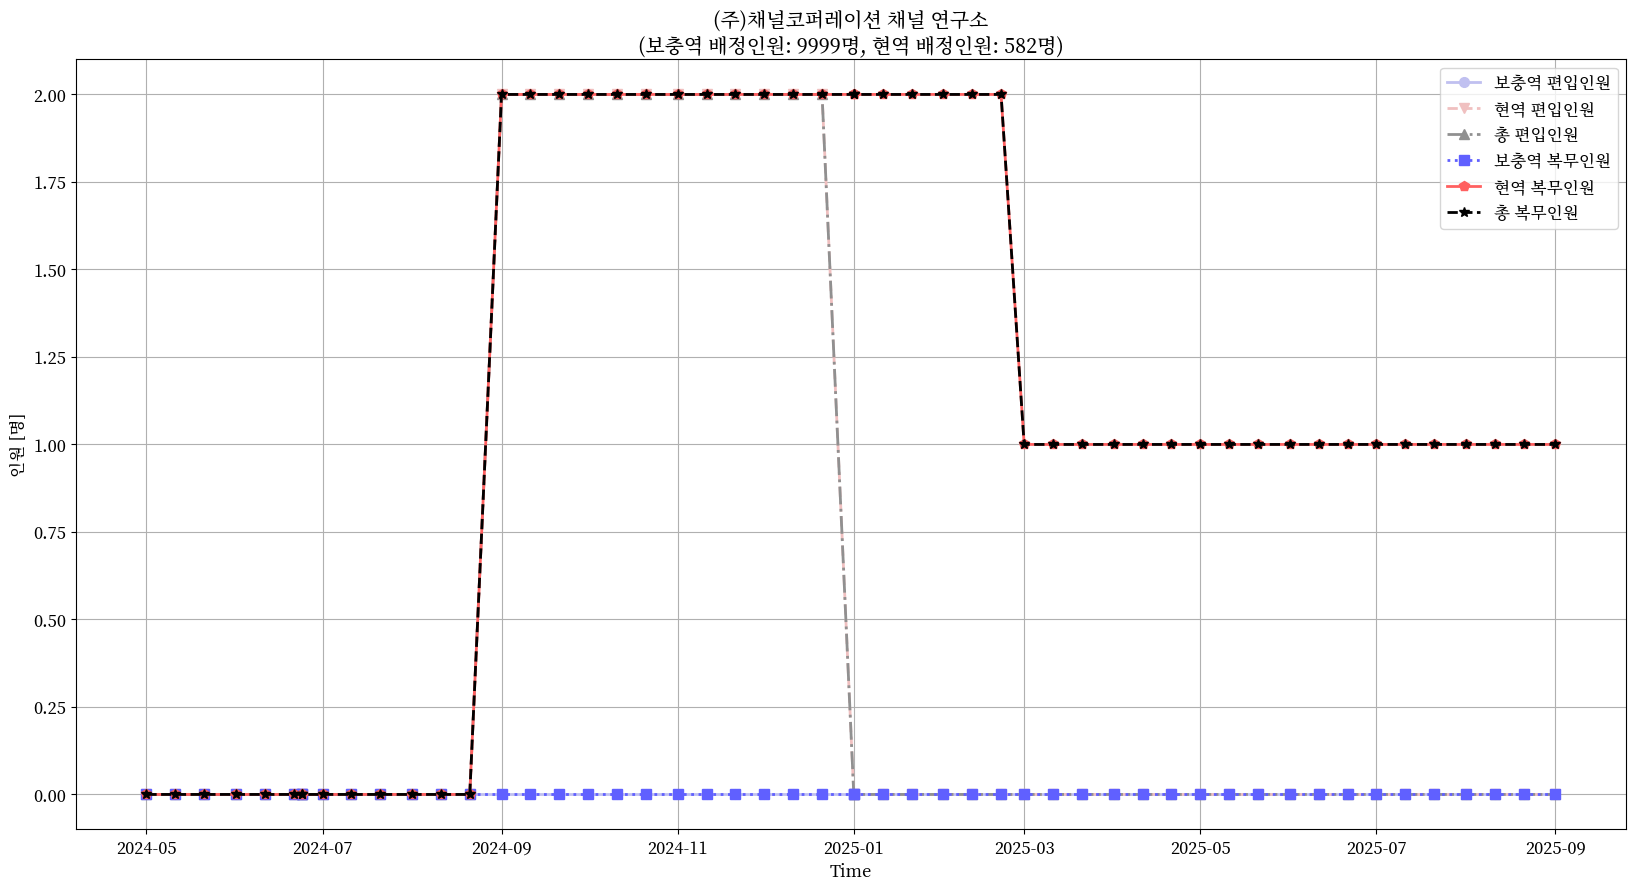 (주)채널코퍼레이션 채널 연구소
(보충역 배정인원: 9999명, 현역 배정인원: 582명)
보충역 편입인원
현역 편입인원
총 편입인원
보충역 복무인원
현역 복무인원
총 복무인원
인원 [명]
2.00
1.75
1.50
1.25
1.00
0.75
0.50
0.25
0.00
2024-05 2024-07 2024-09 2024-11 2025-01 2025-03 2025-05 2025-07 2025-09
Time